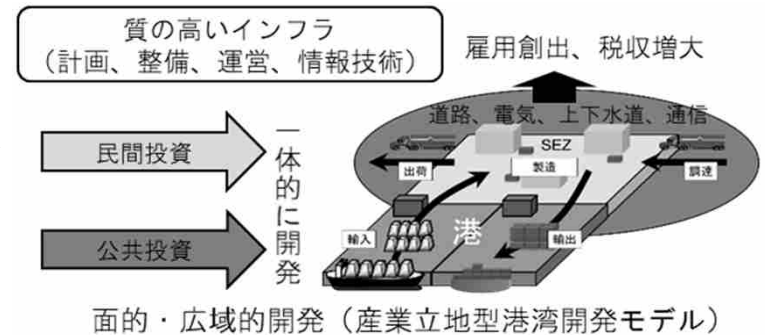 質の高いインフラ
（計画、整備、運営、情報技術）
雇用創出、税収増大
道路、電気、上下水道、通信
民間投資
公共投資
一体的に開発
SEZ
出荷
製造
調達
輸入
港
輸出
面的・広域的開発（産業立地型港湾開発モデル）